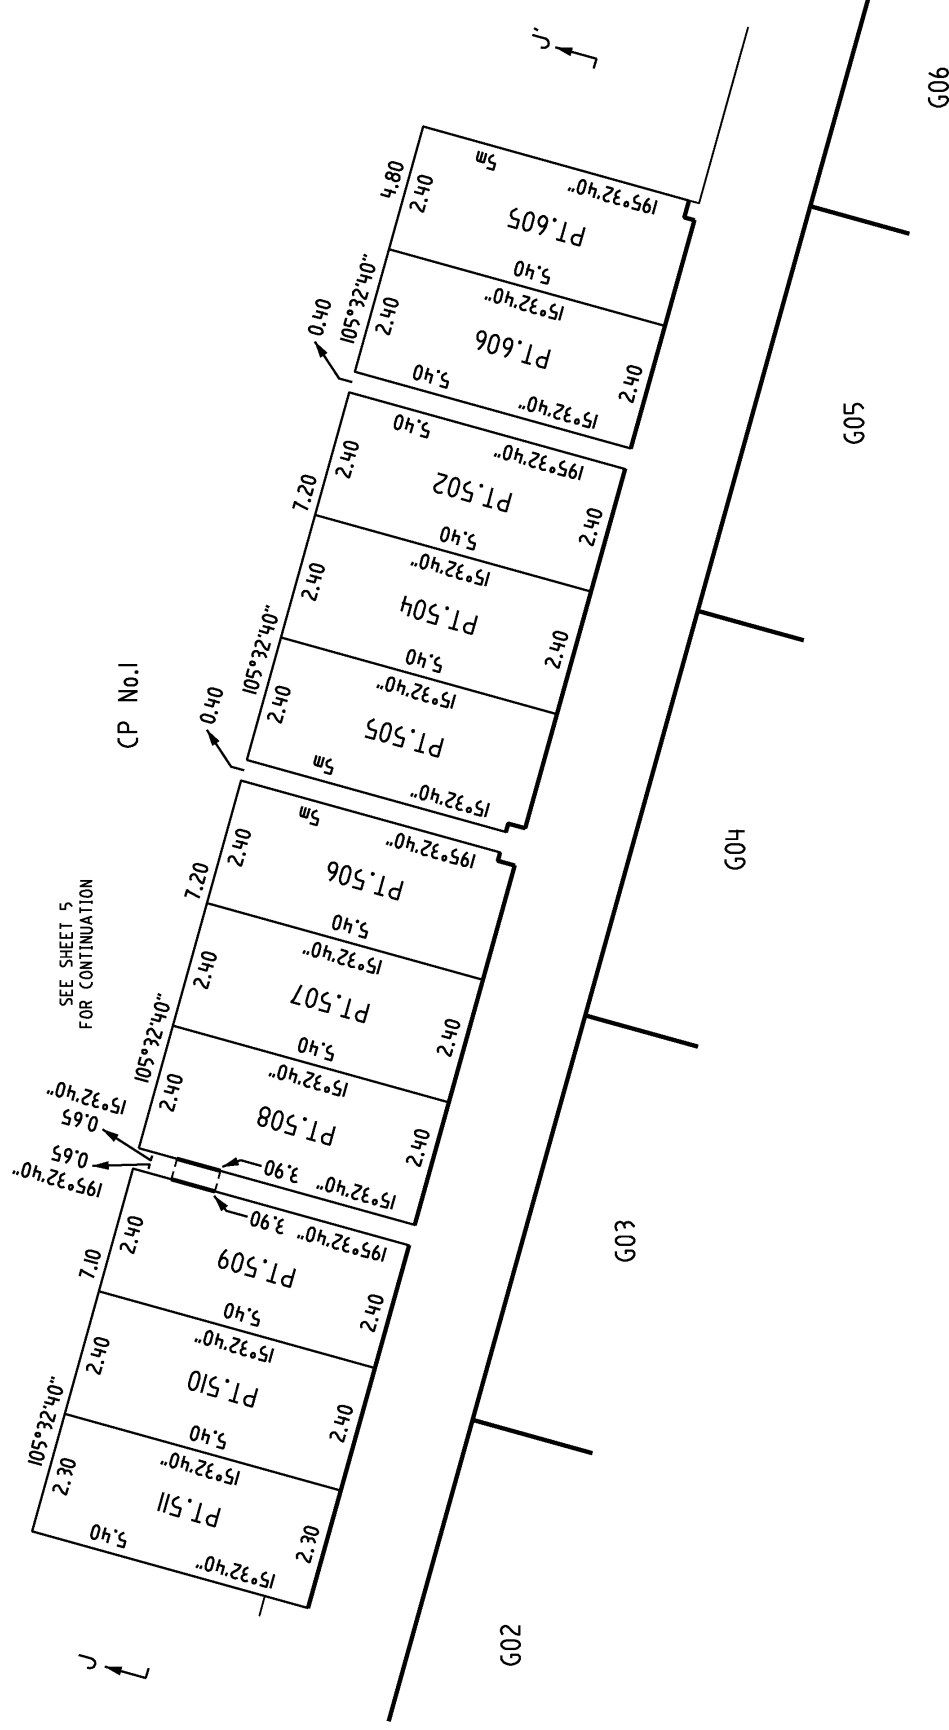 J'
G06
4.80
2.40
5m
195°32'40"
PT.605
5.40
15°32'40"
105°32'40"
0.40
2.40
PT.606
5.40
15°32'40"
2.40
G05
7.20
2.40
5.40
195°32'40"
PT.502
2.40
5.40
15°32'40"
2.40
PT.504
2.40
105°32'40"
5.40
15°32'40"
2.40
PT.505
5m
15°32'40"
CP No.1
0.40
G04
7.20
2.40
5m
195°32'40"
PT.506
5.40
15°32'40"
2.40
PT.507
2.40
105°32'40"
5.40
15°32'40"
2.40
PT.508
2.40
3.90
15°32'40"
SEE SHEET 5
FOR CONTINUATION
0.65
15°32'40"
0.65
195°32'40"
G03
7.10
2.40
3.90
195°32'40"
PT.509
2.40
5.40
15°32'40"
2.40
PT.510
2.40
105°32'40"
5.40
15°32'40"
2.30
PT.511
2.30
5.40
15°32'40"
J
G02